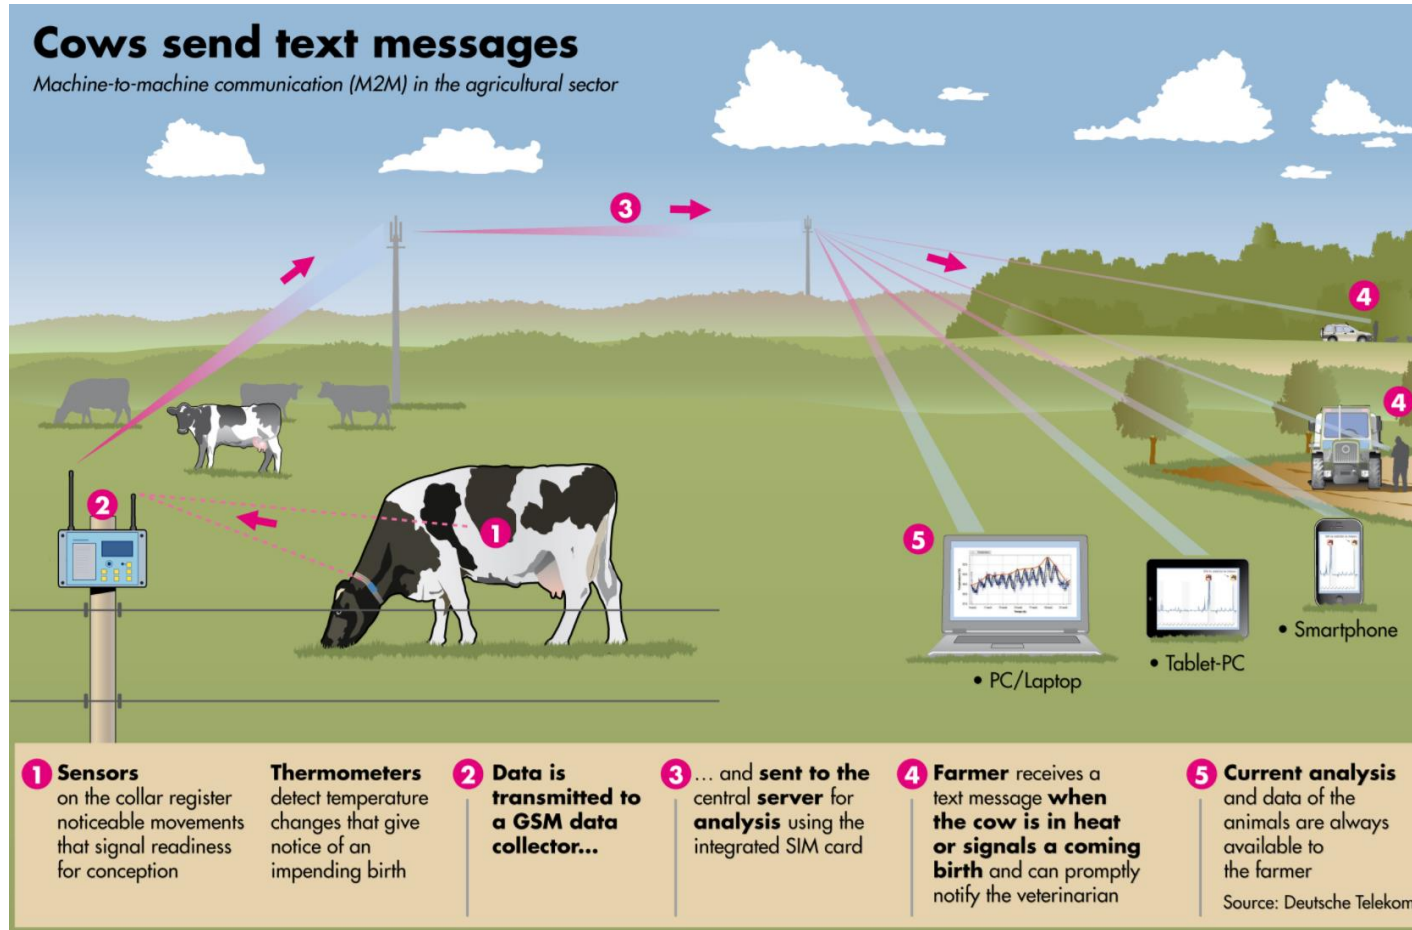 Cows send text messages
Machine-to-machine communication (M2M) in the agricultural sector
3
4
4
2
1
5
• Smartphone
• Tablet-PC
• PC/Laptop
1 Sensors
on the collar register
noticeable movements
that signal readiness
for conception
Thermometers
detect temperature
changes that give
notice of an
impending birth
2 Data is
transmitted to
a GSM data
collector...
3 ... and sent to the
central server for
analysis using the
integrated SIM card
4 Farmer receives a
text message when
the cow is in heat
or signals a coming
birth and can promptly
notify the veterinarian
5 Current analysis
and data of the
animals are always
available to
the farmer
Source: Deutsche Telekom